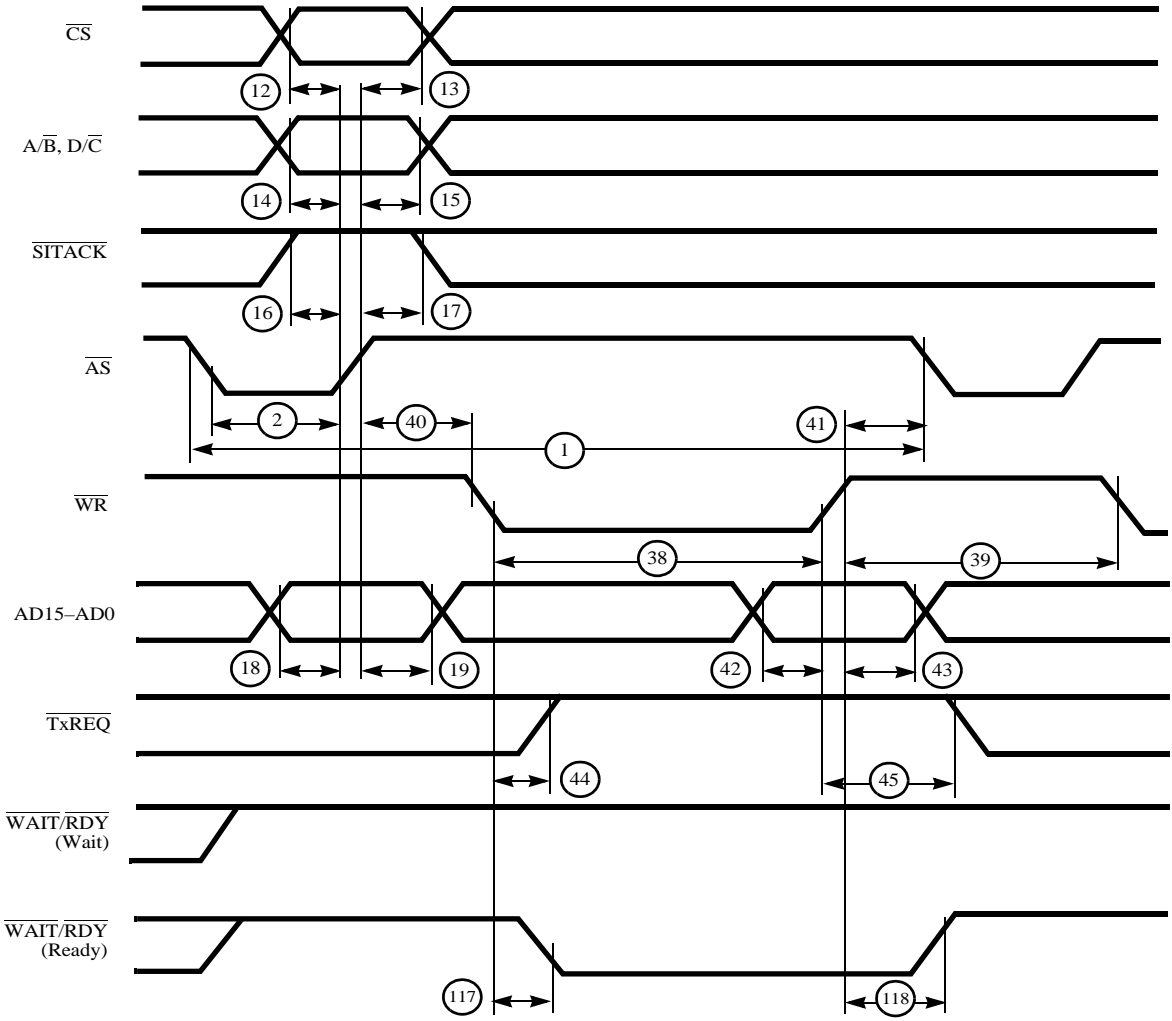 CS
12
13
A/B, D/C
14
15
SITACK
16
17
AS
2
40
41
1
WR
38
39
AD15–AD0
18
19
42
43
TxREQ
44
45
WAIT/RDY
(Wait)
WAIT/RDY
(Ready)
117
118